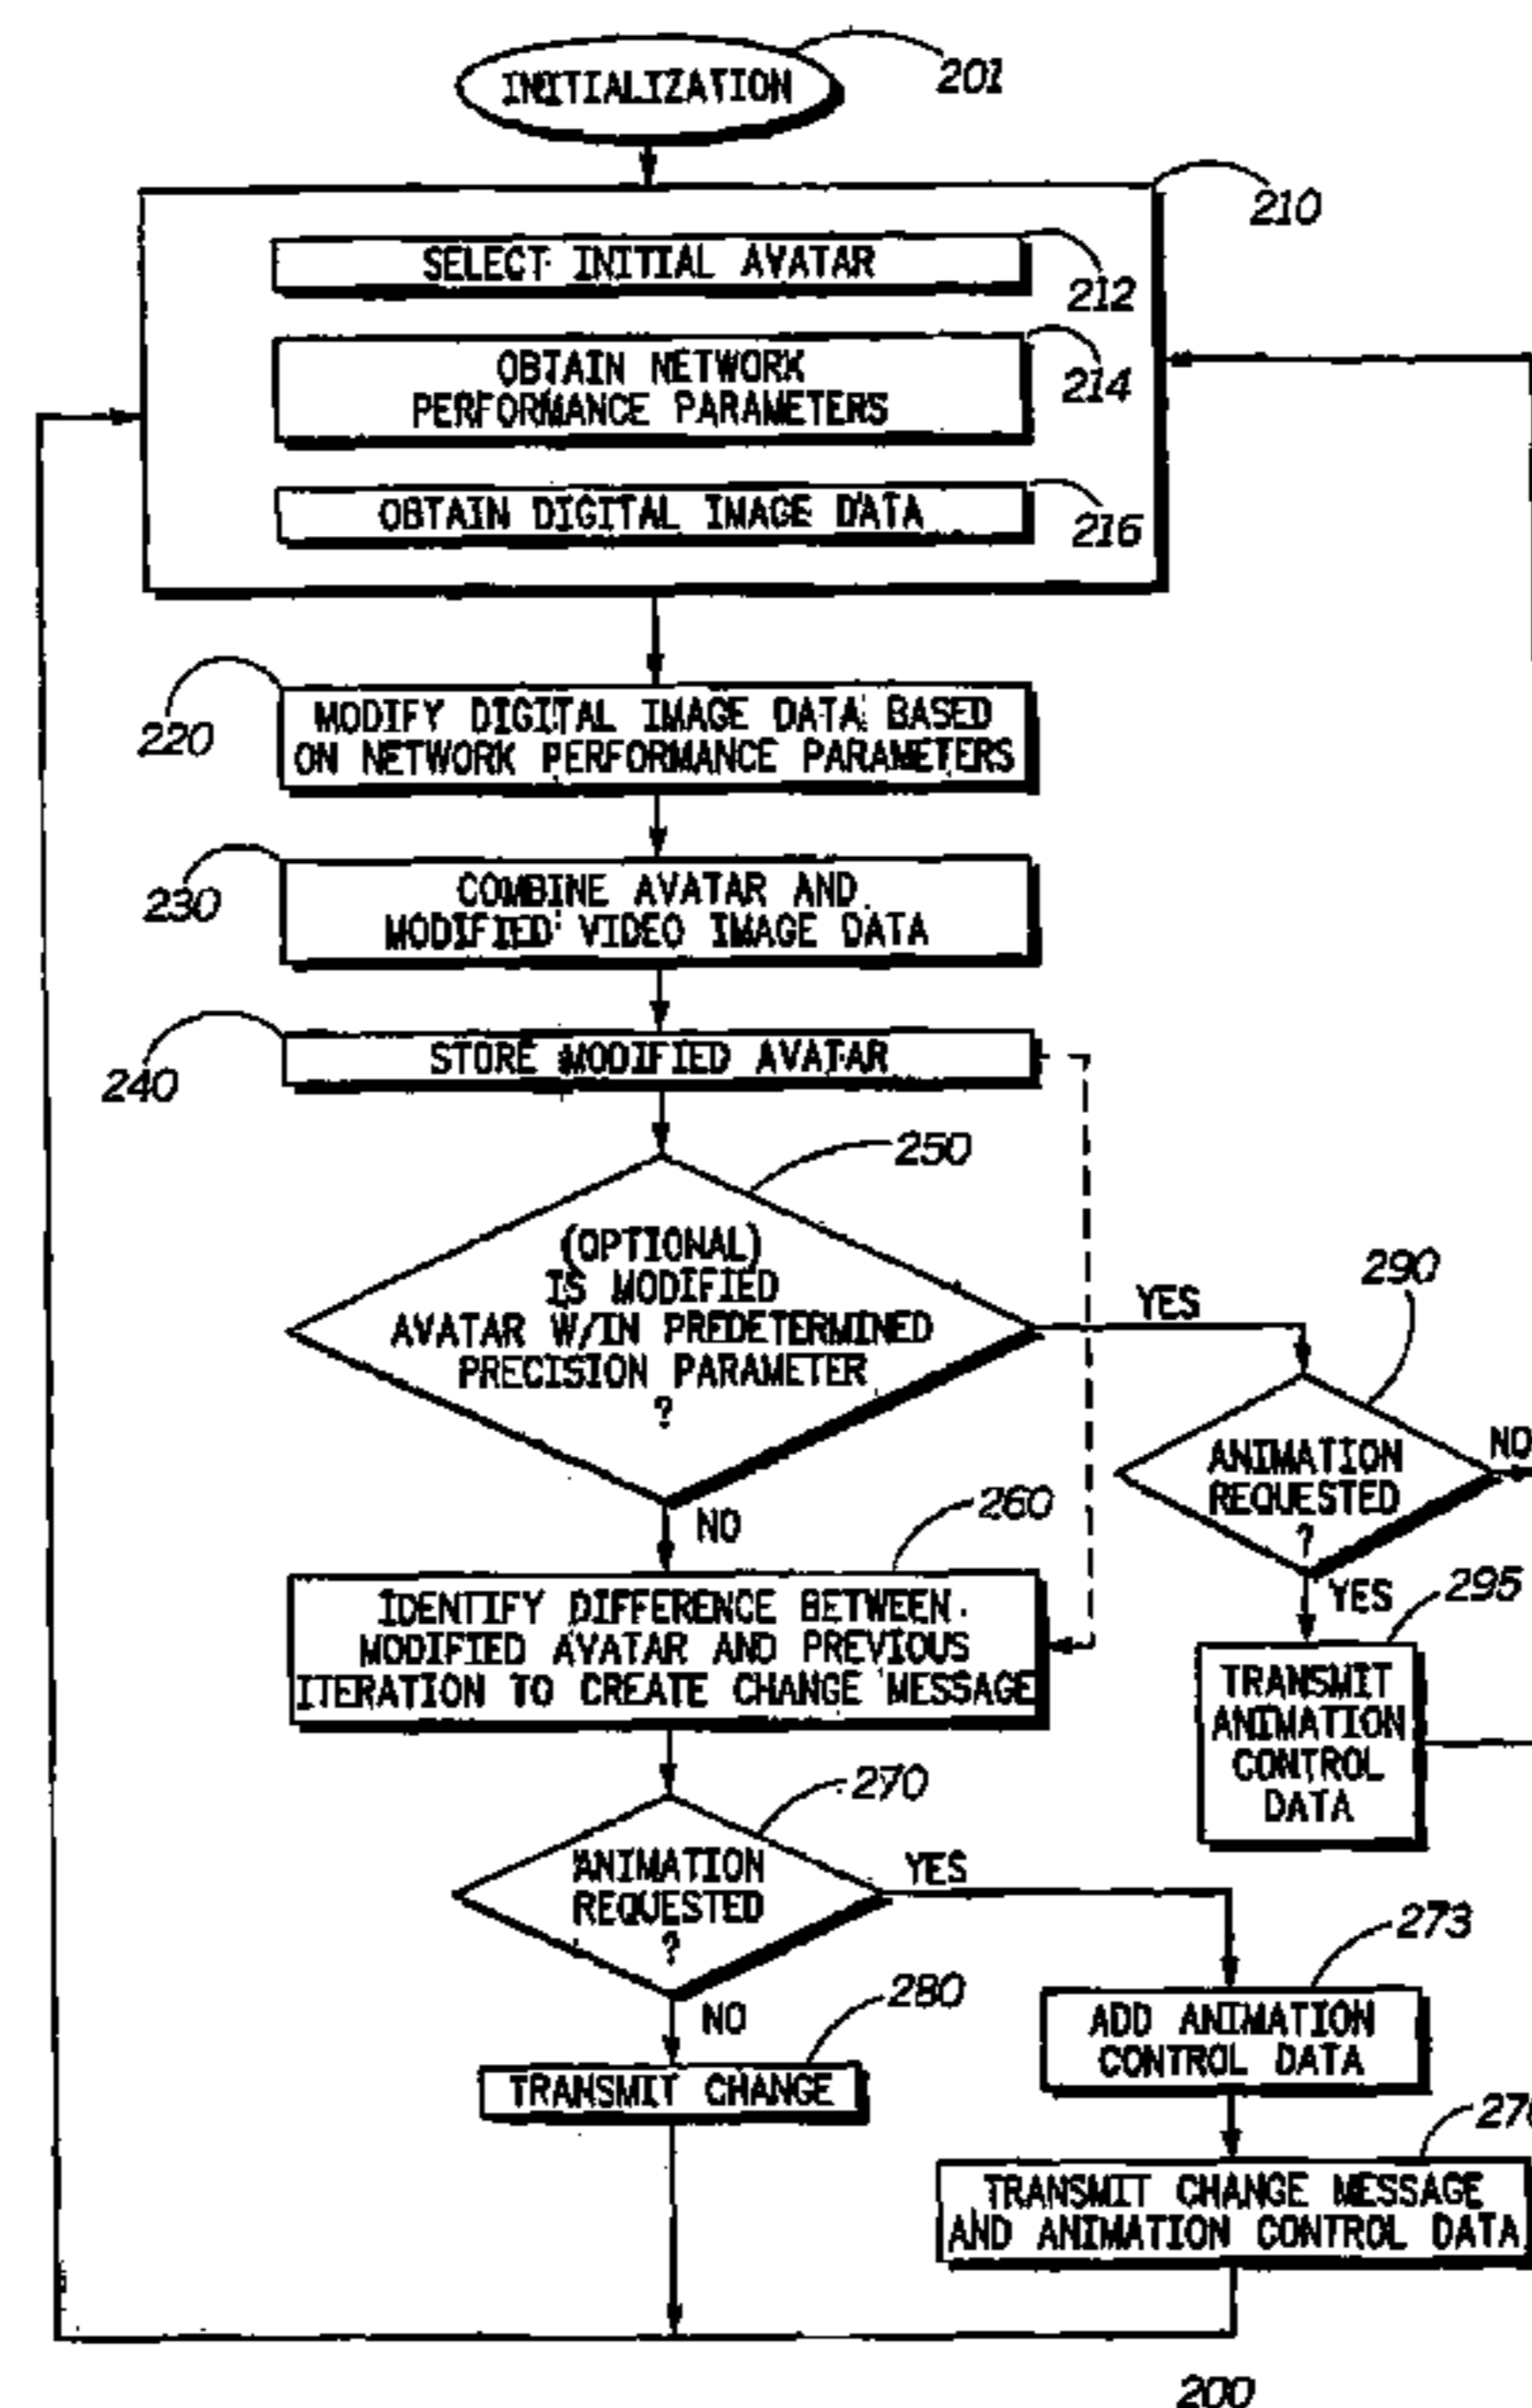 INITIALIZATION
201
210
SELECT INITIAL AVATAR
212
OBTAIN NETWORK
PERFORMANCE PARAMETERS
214
OBTAIN DIGITAL IMAGE DATA
216
220
MODIFY DIGITAL IMAGE DATA BASED
ON NETWORK PERFORMANCE PARAMETERS
230
COMBINE AVATAR AND
MODIFIED VIDEO IMAGE DATA
240
STORE MODIFIED AVATAR
250
(OPTIONAL)
IS MODIFIED
AVATAR W/IN PREDETERMINED
PRECISION PARAMETER
?
YES
290
ANIMATION
REQUESTED
?
NO
NO
260
YES
295
IDENTIFY DIFFERENCE BETWEEN
MODIFIED AVATAR AND PREVIOUS
ITERATION TO CREATE CHANGE MESSAGE
TRANSMIT
ANIMATION
CONTROL
DATA
270
ANIMATION
REQUESTED
?
YES
273
NO
280
ADD ANIMATION
CONTROL DATA
TRANSMIT CHANGE
TRANSMIT CHANGE MESSAGE
AND ANIMATION CONTROL DATA
200